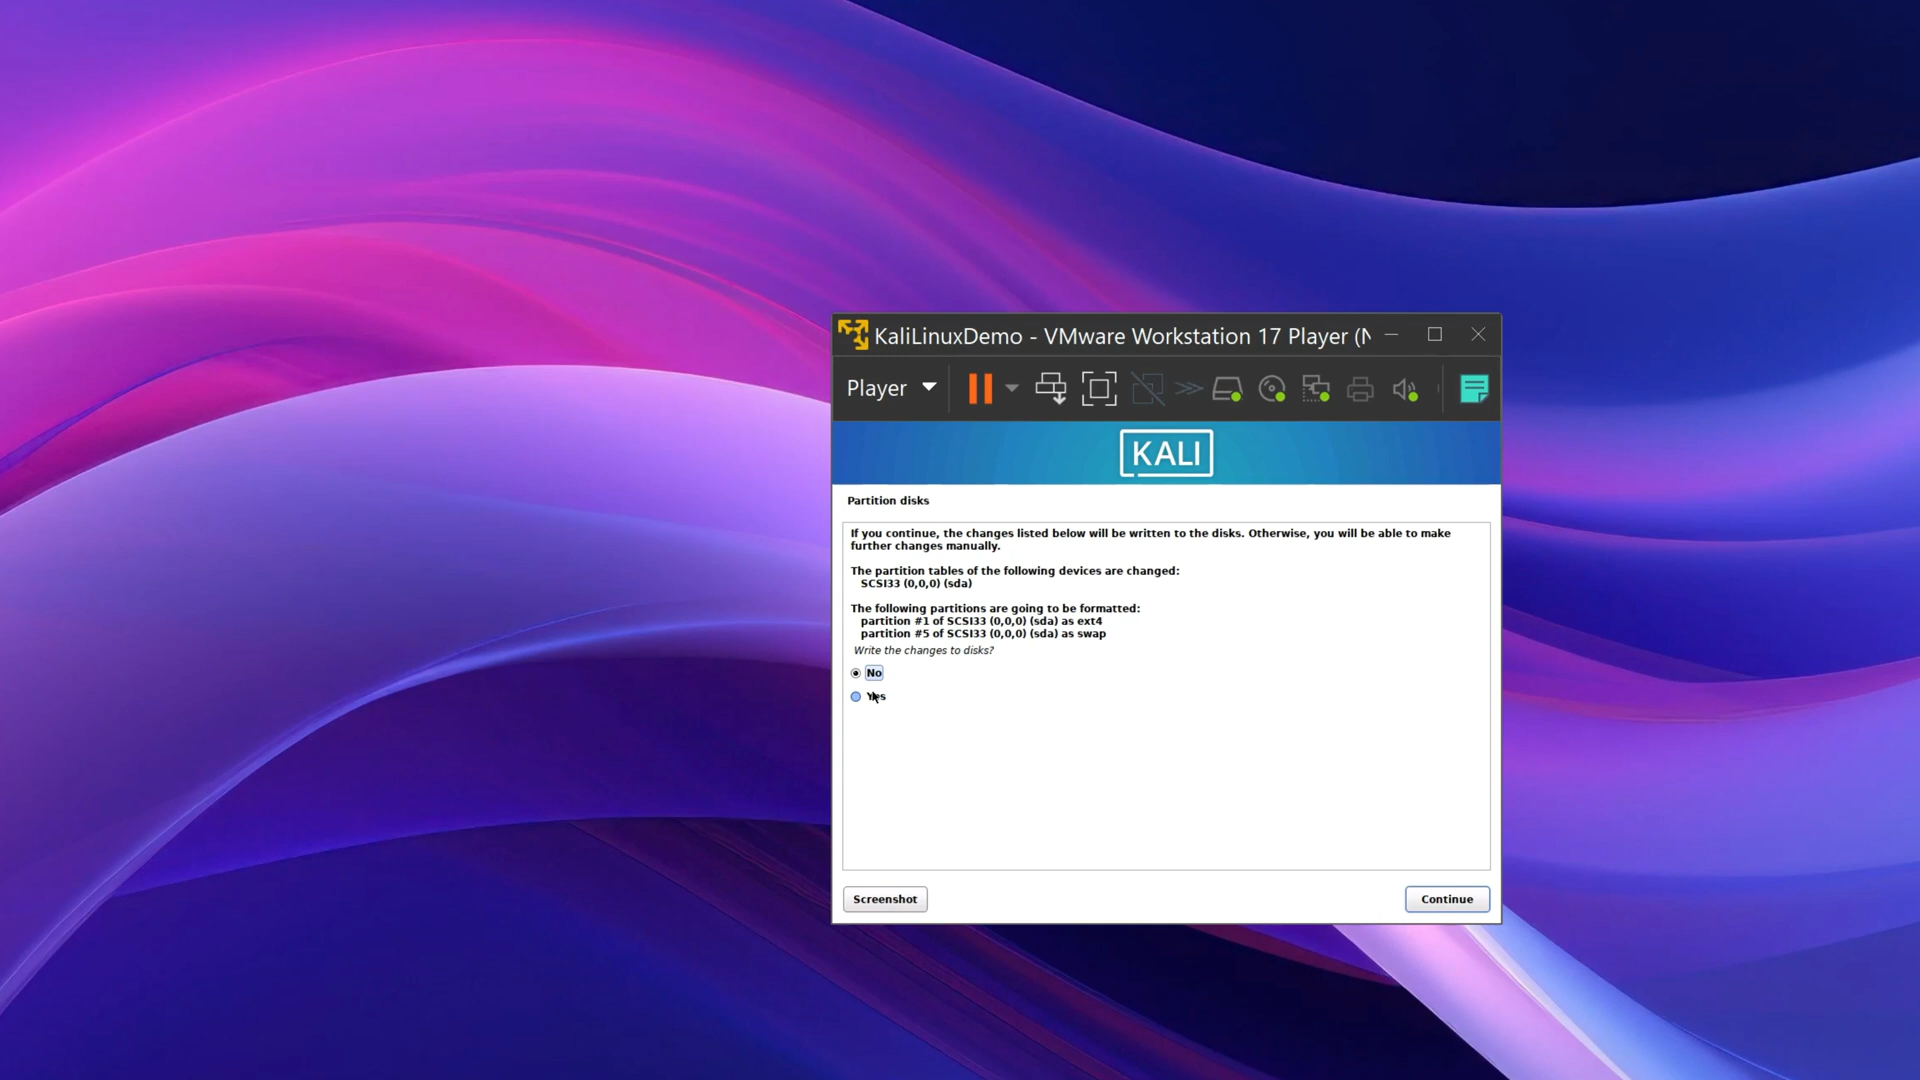 KaliLinuxDemo - VMware Workstation 17 Player (N
Player
KALI
Partition disks
If you continue, the changes listed below will be written to the disks. Otherwise, you will be able to make
further changes manually.
The partition tables of the following devices are changed:
SCSI33 (0,0,0) (sda)
The following partitions are going to be formatted:
partition #1 of SCSI33 (0,0,0) (sda) as ext4
partition #5 of SCSI33 (0,0,0) (sda) as swap
Write the changes to disks?
No
Yes
Screenshot
Continue